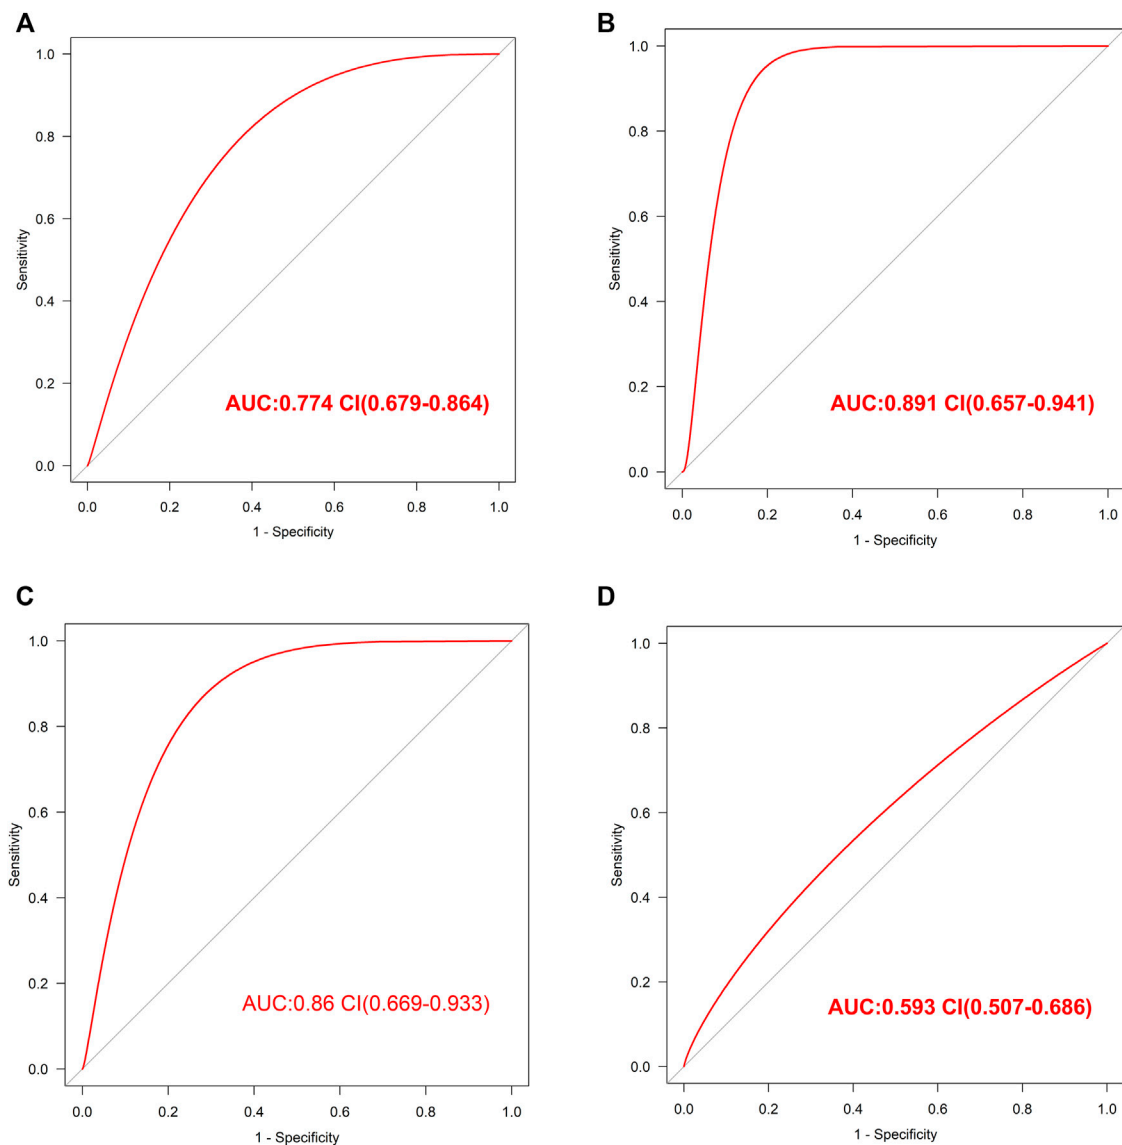 A
1.0
0.8
0.6
0.4
0.2
0.0
Sensitivity
AUC:0.774 CI(0.679-0.864)
0.0 0.2 0.4 0.6 0.8 1.0
1 - Specificity
B
1.0
0.8
0.6
0.4
0.2
0.0
Sensitivity
AUC:0.891 CI(0.657-0.941)
0.0 0.2 0.4 0.6 0.8 1.0
1 - Specificity
C
1.0
0.8
0.6
0.4
0.2
0.0
Sensitivity
AUC:0.86 CI(0.669-0.933)
0.0 0.2 0.4 0.6 0.8 1.0
1 - Specificity
D
1.0
0.8
0.6
0.4
0.2
0.0
Sensitivity
AUC:0.593 CI(0.507-0.686)
0.0 0.2 0.4 0.6 0.8 1.0
1 - Specificity